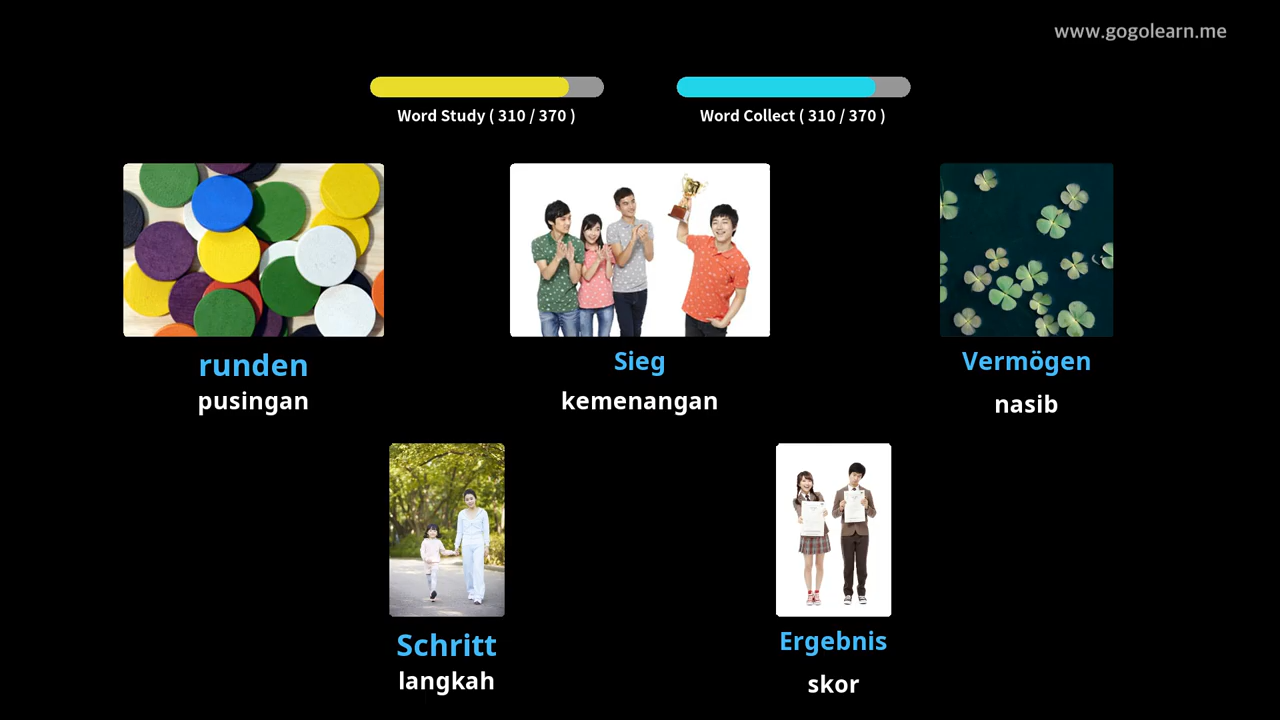 www.gogolearn.me
Word Study ( 310 / 370 )
Word Collect ( 310 / 370 )
runden
pusingan
Sieg
kemenangan
Vermögen
nasib
Schritt
langkah
Ergebnis
skor